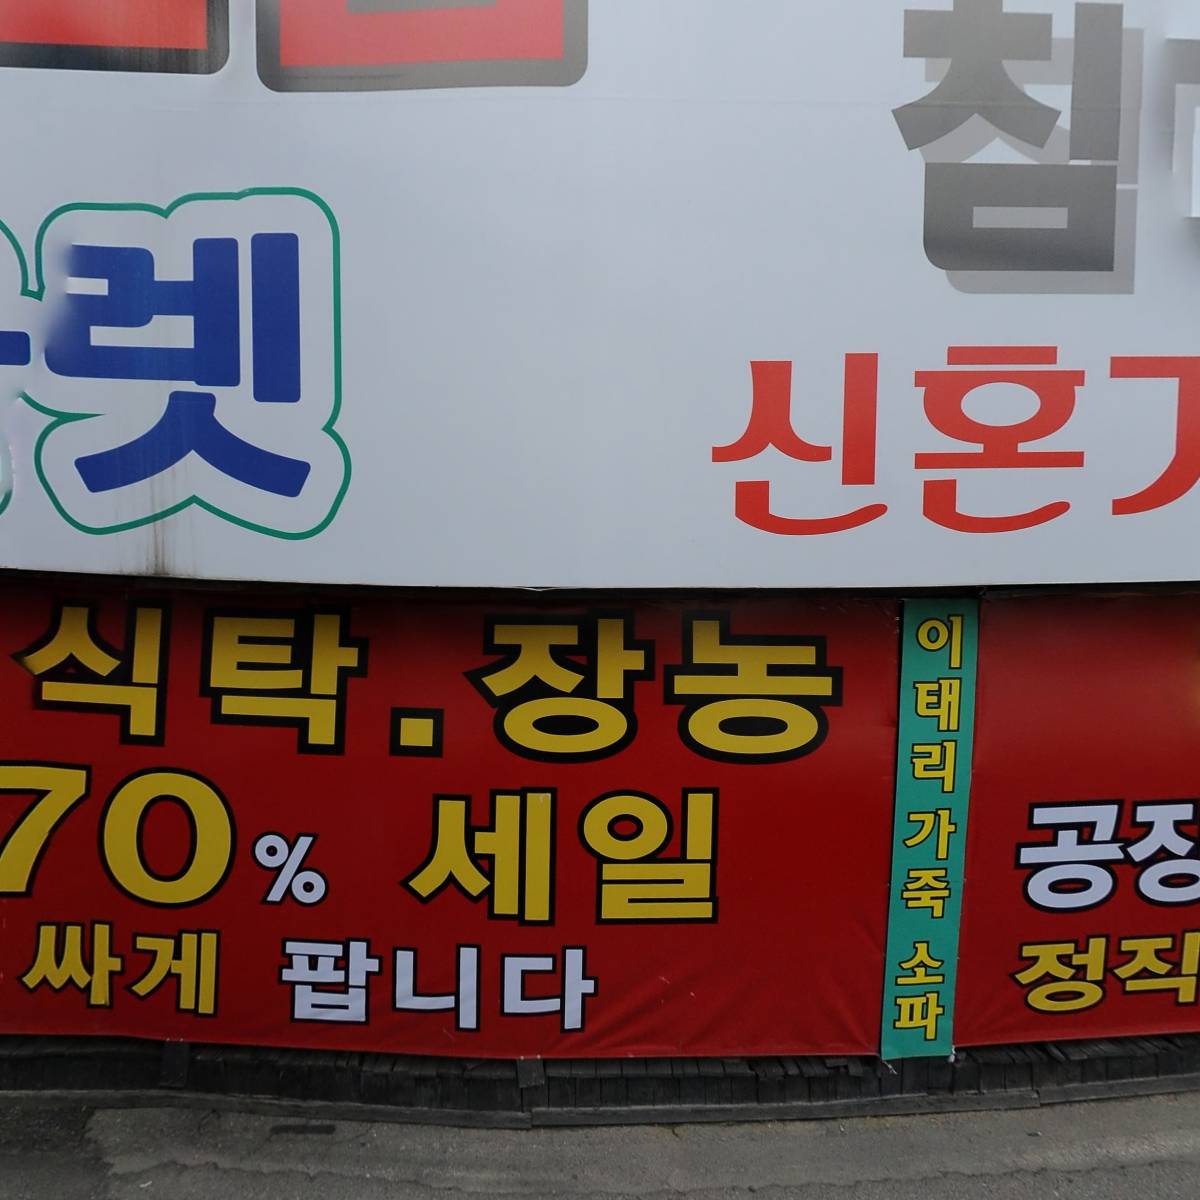 침
렛
신혼
식탁.장농
70% 세일
싸게 팝니다
이태리가죽 소파
공장
정직